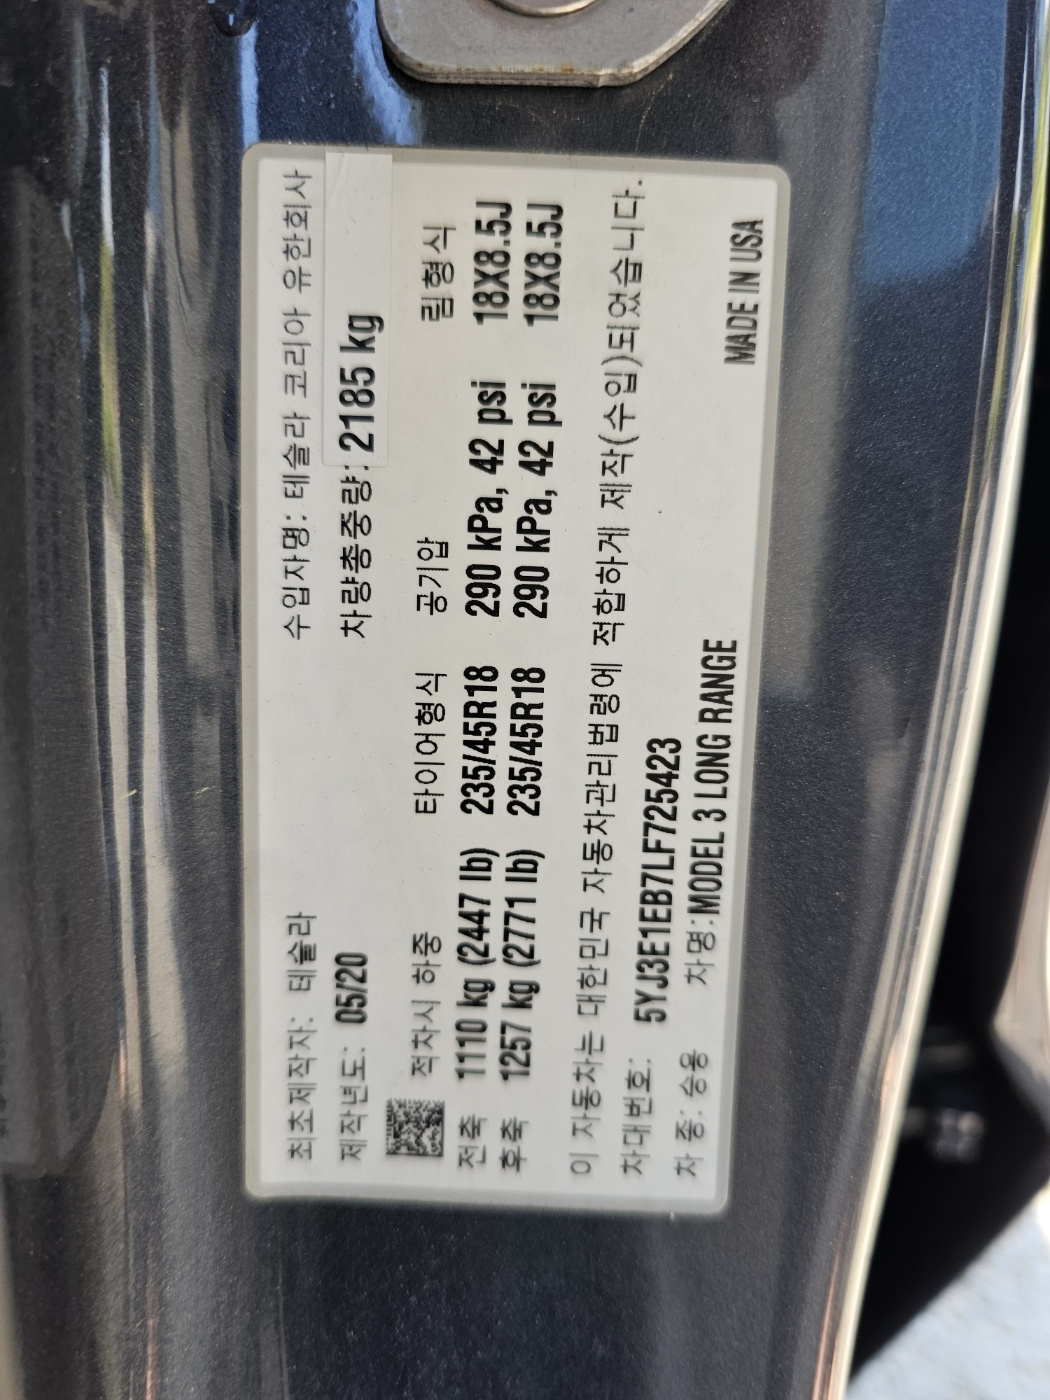 최초제작자: 테슬라 수입자명: 테슬라 코리아 유한회사
제작년도: 05/20 차량총중량: 2185 kg
적차시 하중 타이어형식 공기압 림형식
전축 1110 kg (2447 lb) 235/45R18 290 kPa, 42 psi 18X8.5J
후축 1257 kg (2771 lb) 235/45R18 290 kPa, 42 psi 18X8.5J
이 자동차는 대한민국 자동차관리법령에 적합하게 제작(수입)되었습니다.
차대번호: 5YJ3E1EB7LF725423
차 종: 승용 차명: MODEL 3 LONG RANGE MADE IN USA